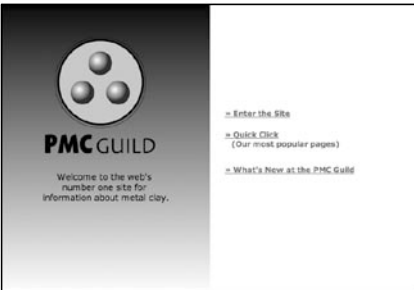 PMC GUILD
Welcome to the web's
number one site for
information about metal clay.
» Enter the Site
» Quick Click
(Our most popular pages)
» What's New at the PMC Guild